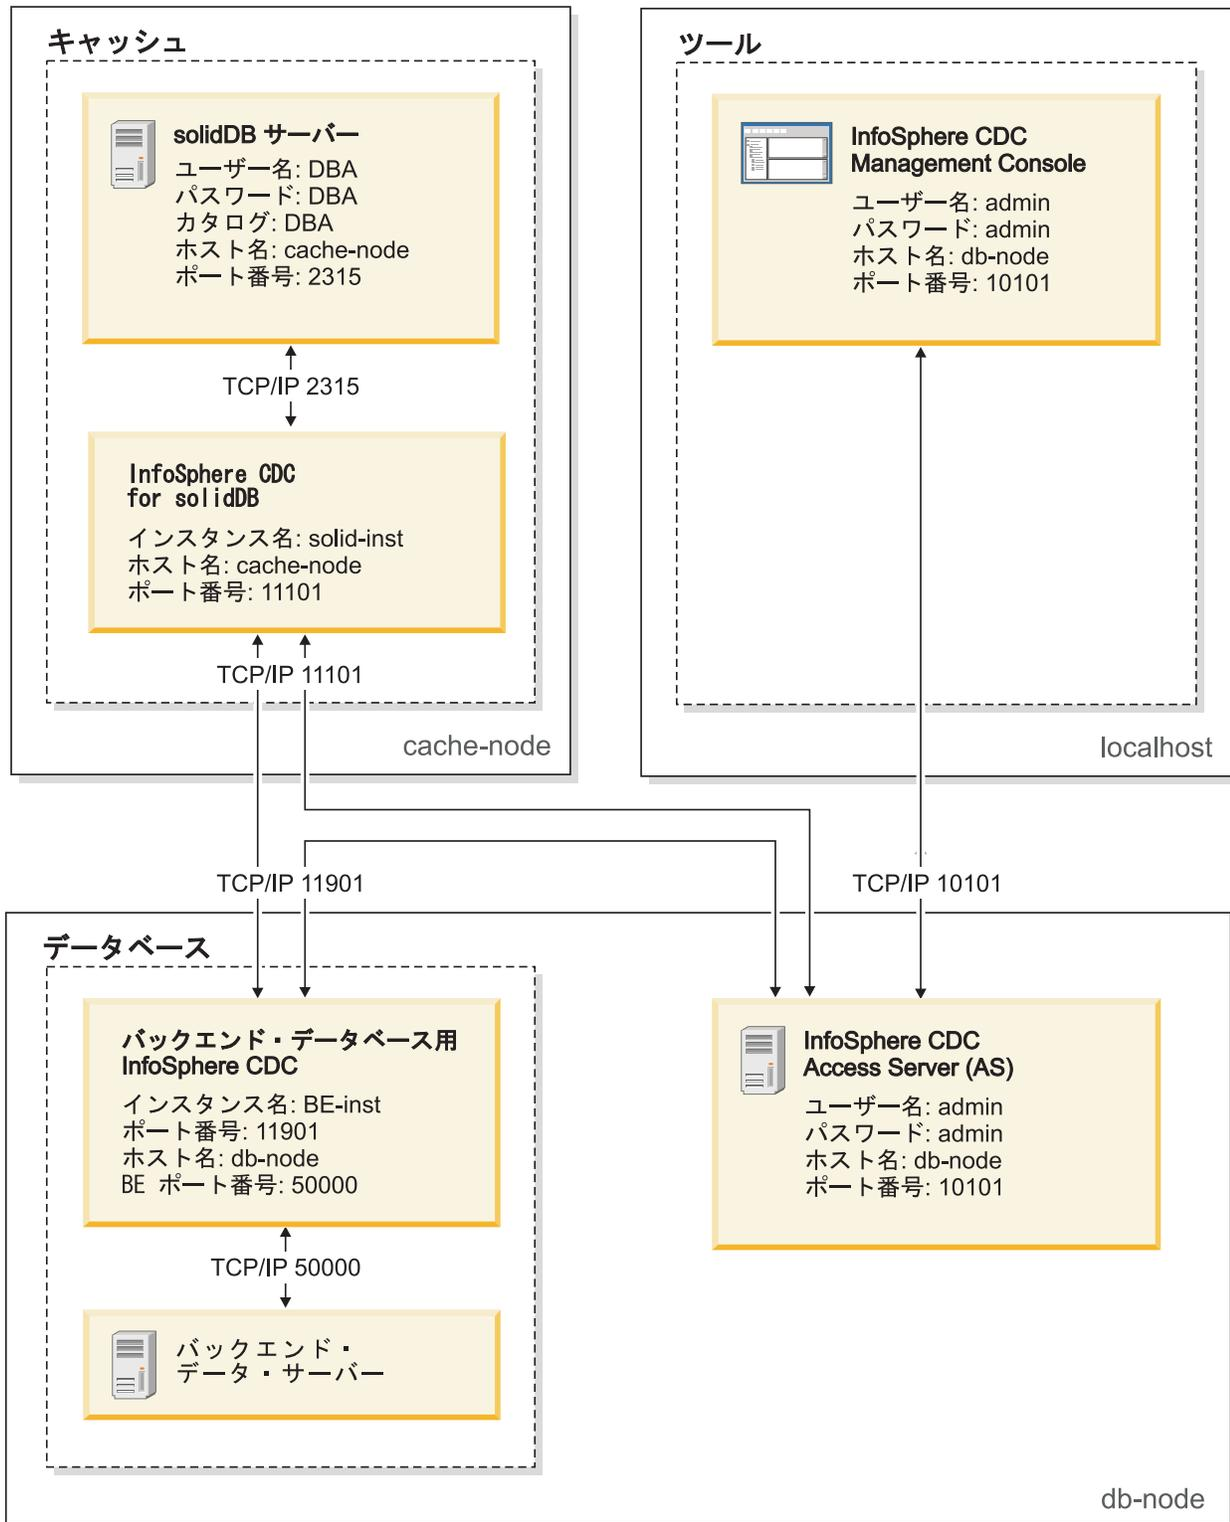 キャッシュ
solidDB サーバー
ユーザー名: DBA
パスワード: DBA
カタログ: DBA
ホスト名: cache-node
ポート番号: 2315
TCP/IP 2315
InfoSphere CDC
for solidDB
インスタンス名: solid-inst
ホスト名: cache-node
ポート番号: 11101
TCP/IP 11101
cache-node
ツール
InfoSphere CDC
Management Console
ユーザー名: admin
パスワード: admin
ホスト名: db-node
ポート番号: 10101
localhost
TCP/IP 11901
TCP/IP 10101
データベース
バックエンド・データベース用
InfoSphere CDC
インスタンス名: BE-inst
ポート番号: 11901
ホスト名: db-node
BE ポート番号: 50000
TCP/IP 50000
バックエンド・
データ・サーバー
InfoSphere CDC
Access Server (AS)
ユーザー名: admin
パスワード: admin
ホスト名: db-node
ポート番号: 10101
db-node